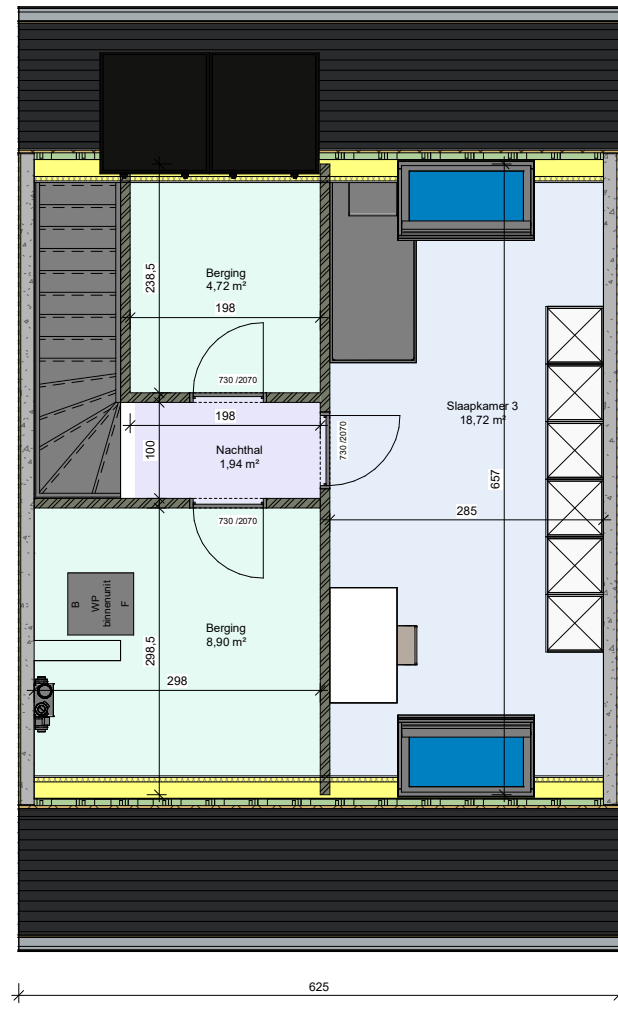 Berging
4,72 m²
238,5
198
730 /2070
198
100
Nachthal
1,94 m²
730 /2070
730 /2070
Slaapkamer 3
18,72 m²
657
285
B
WP
binnenunit
F
Berging
8,90 m²
298,5
298
625